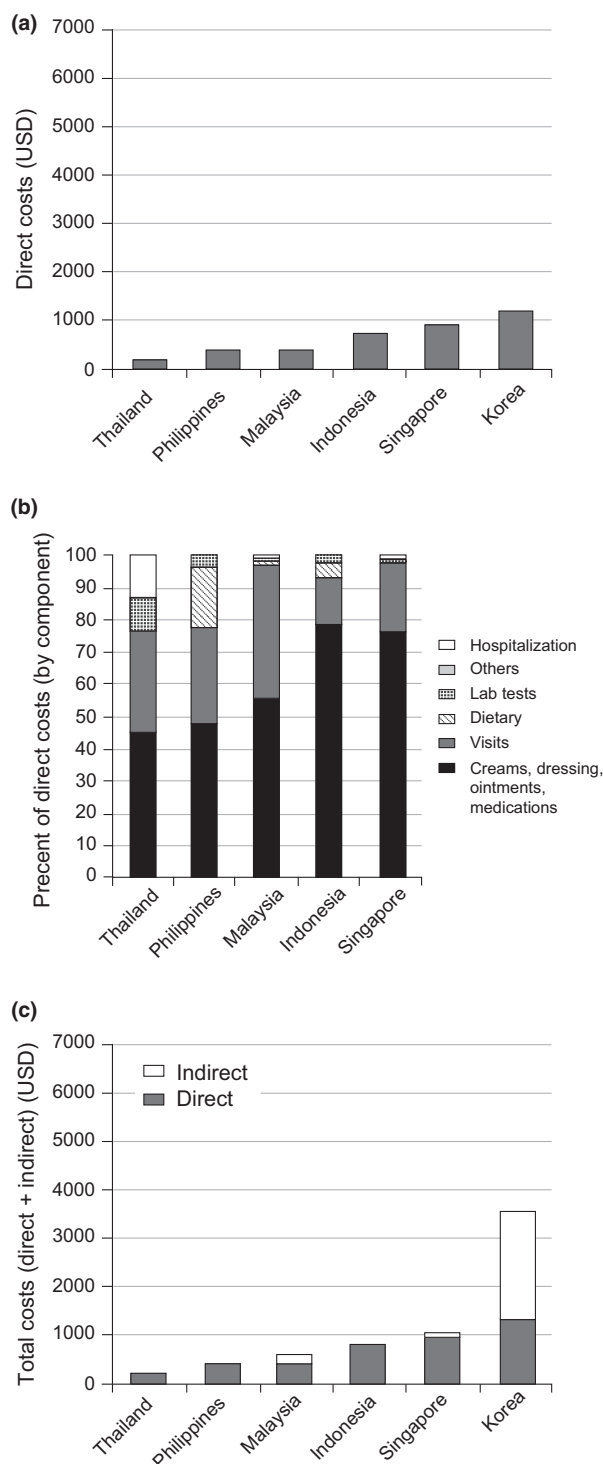 (a)
Direct costs (USD)
7000
6000
5000
4000
3000
2000
1000
0
Thailand
Philippines
Malaysia
Indonesia
Singapore
Korea
(b)
Precent of direct costs (by component)
100
90
80
70
60
50
40
30
20
10
0
Thailand
Philippines
Malaysia
Indonesia
Singapore
Hospitalization
Others
Lab tests
Dietary
Visits
Creams, dressing,
ointments,
medications
(c)
Total costs (direct + indirect) (USD)
7000
6000
5000
4000
3000
2000
1000
0
Indirect
Direct
Thailand
Philippines
Malaysia
Indonesia
Singapore
Korea